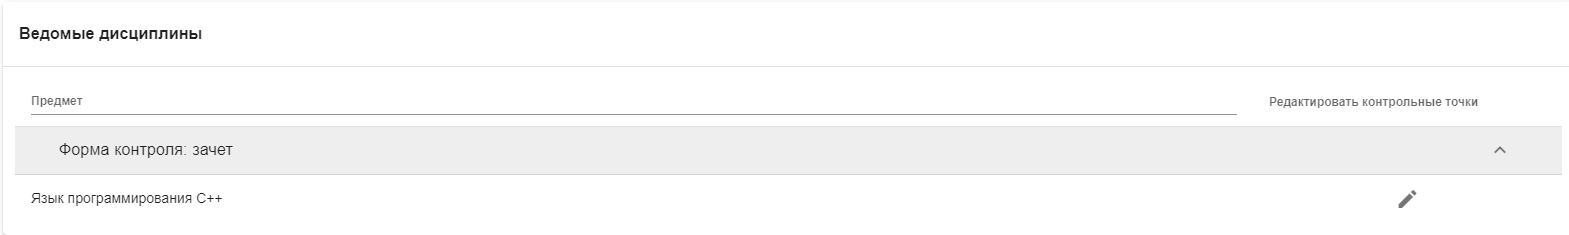 Ведомые дисциплины
Предмет
Редактировать контрольные точки
Форма контроля: зачет
Язык программирования C++